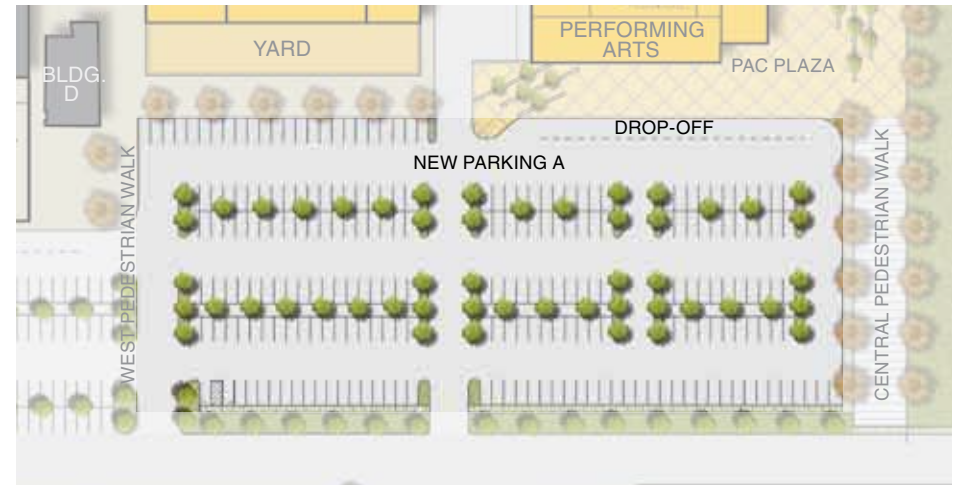 YARD
PERFORMING
ARTS
BLDG.
D
PAC PLAZA
DROP-OFF
NEW PARKING A
WEST PEDESTRIAN WALK
CENTRAL PEDESTRIAN WALK